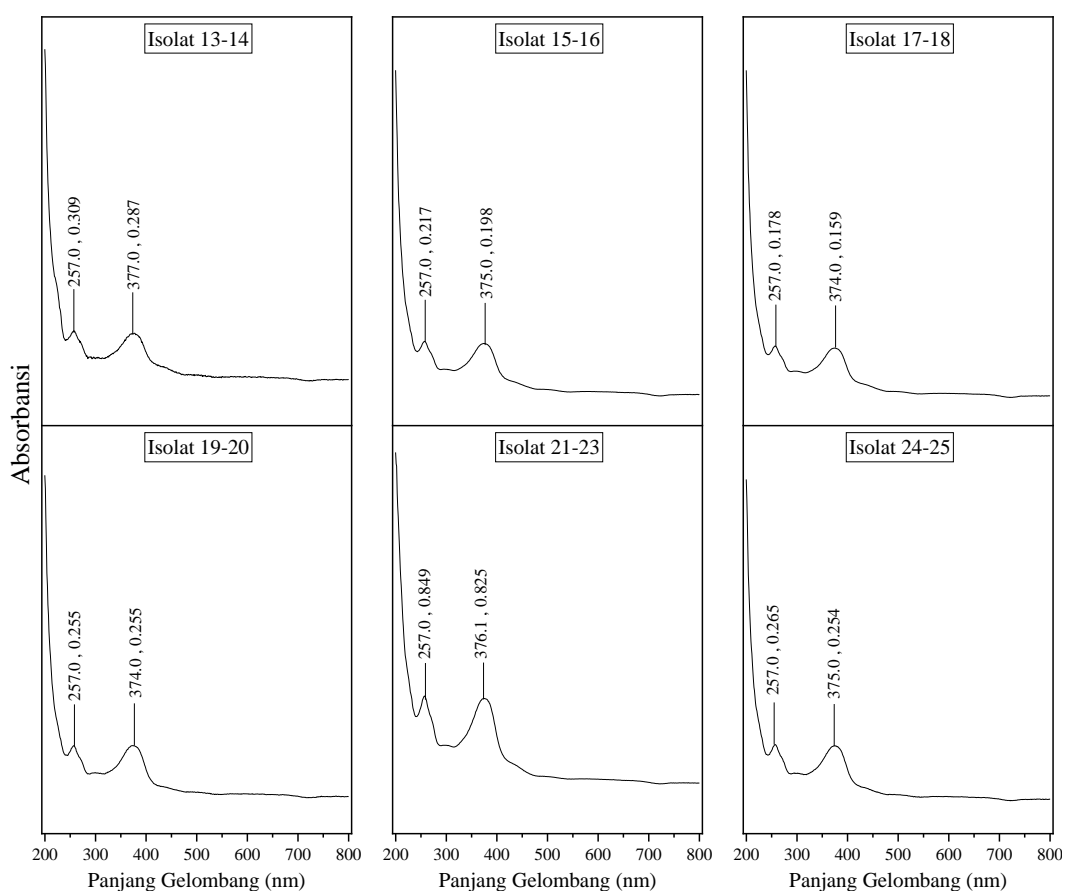 Isolat 13-14
257.0 , 0.309
377.0 , 0.287
Isolat 15-16
257.0 , 0.217
375.0 , 0.198
Isolat 17-18
257.0 , 0.178
374.0 , 0.159
Absorbansi
Isolat 19-20
257.0 , 0.255
374.0 , 0.255
Isolat 21-23
257.0 , 0.849
376.1 , 0.825
Isolat 24-25
257.0 , 0.265
375.0 , 0.254
200 300 400 500 600 700 800
200 300 400 500 600 700 800
200 300 400 500 600 700 800
Panjang Gelombang (nm)
Panjang Gelombang (nm)
Panjang Gelombang (nm)